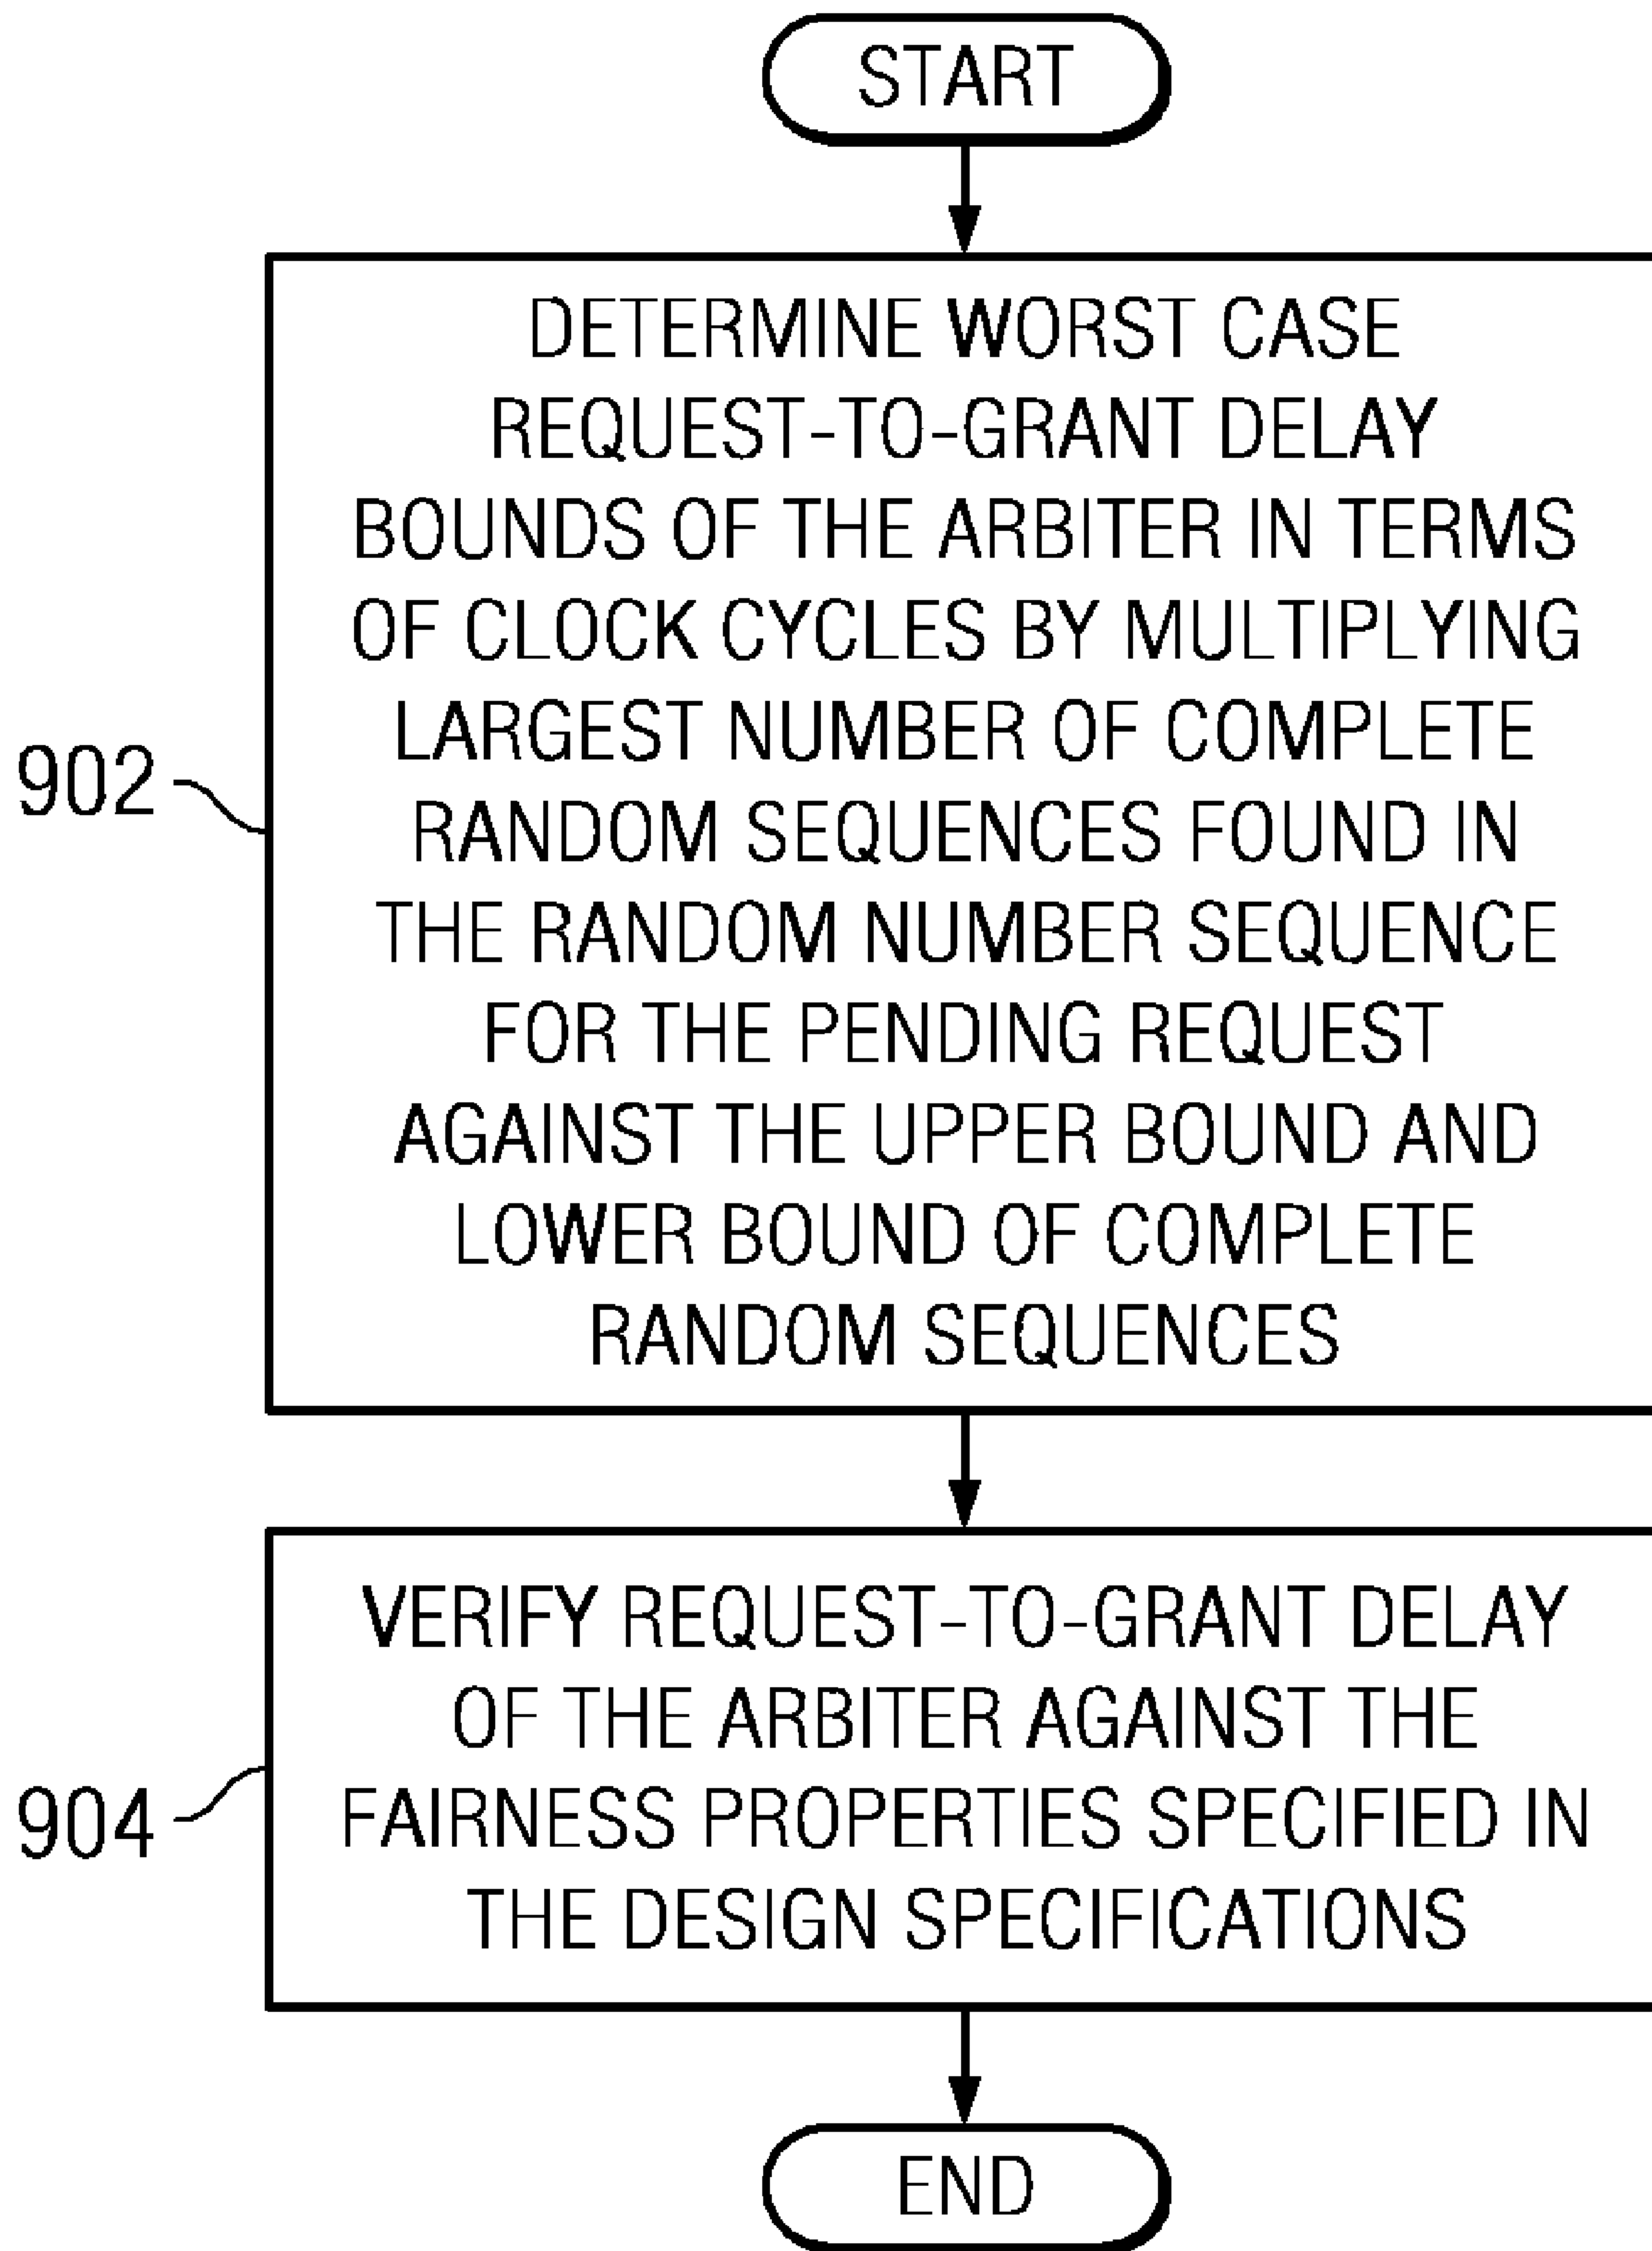 START
DETERMINE WORST CASE
REQUEST-TO-GRANT DELAY
BOUNDS OF THE ARBITER IN TERMS
OF CLOCK CYCLES BY MULTIPLYING
LARGEST NUMBER OF COMPLETE
RANDOM SEQUENCES FOUND IN
THE RANDOM NUMBER SEQUENCE
FOR THE PENDING REQUEST
AGAINST THE UPPER BOUND AND
LOWER BOUND OF COMPLETE
RANDOM SEQUENCES
902
VERIFY REQUEST-TO-GRANT DELAY
OF THE ARBITER AGAINST THE
FAIRNESS PROPERTIES SPECIFIED IN
THE DESIGN SPECIFICATIONS
904
END